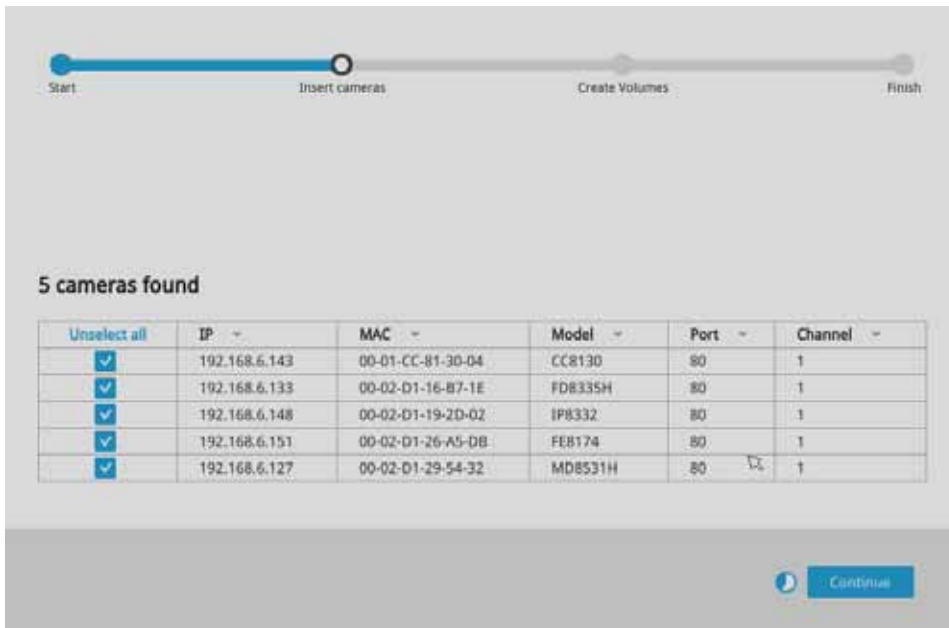 Start Insert cameras Create Volumes Finish
5 cameras found
Unselect all IP MAC Model Port Channel
192.168.6.143 00-01-CC-81-30-04 CC8130 80 1
192.168.6.133 00-02-D1-16-B7-1E FD8335H 80 1
192.168.6.148 00-02-D1-19-2D-02 IP8332 80 1
192.168.6.151 00-02-D1-26-A5-DB FE8174 80 1
192.168.6.127 00-02-D1-29-54-32 MD8531H 80 1
Continue